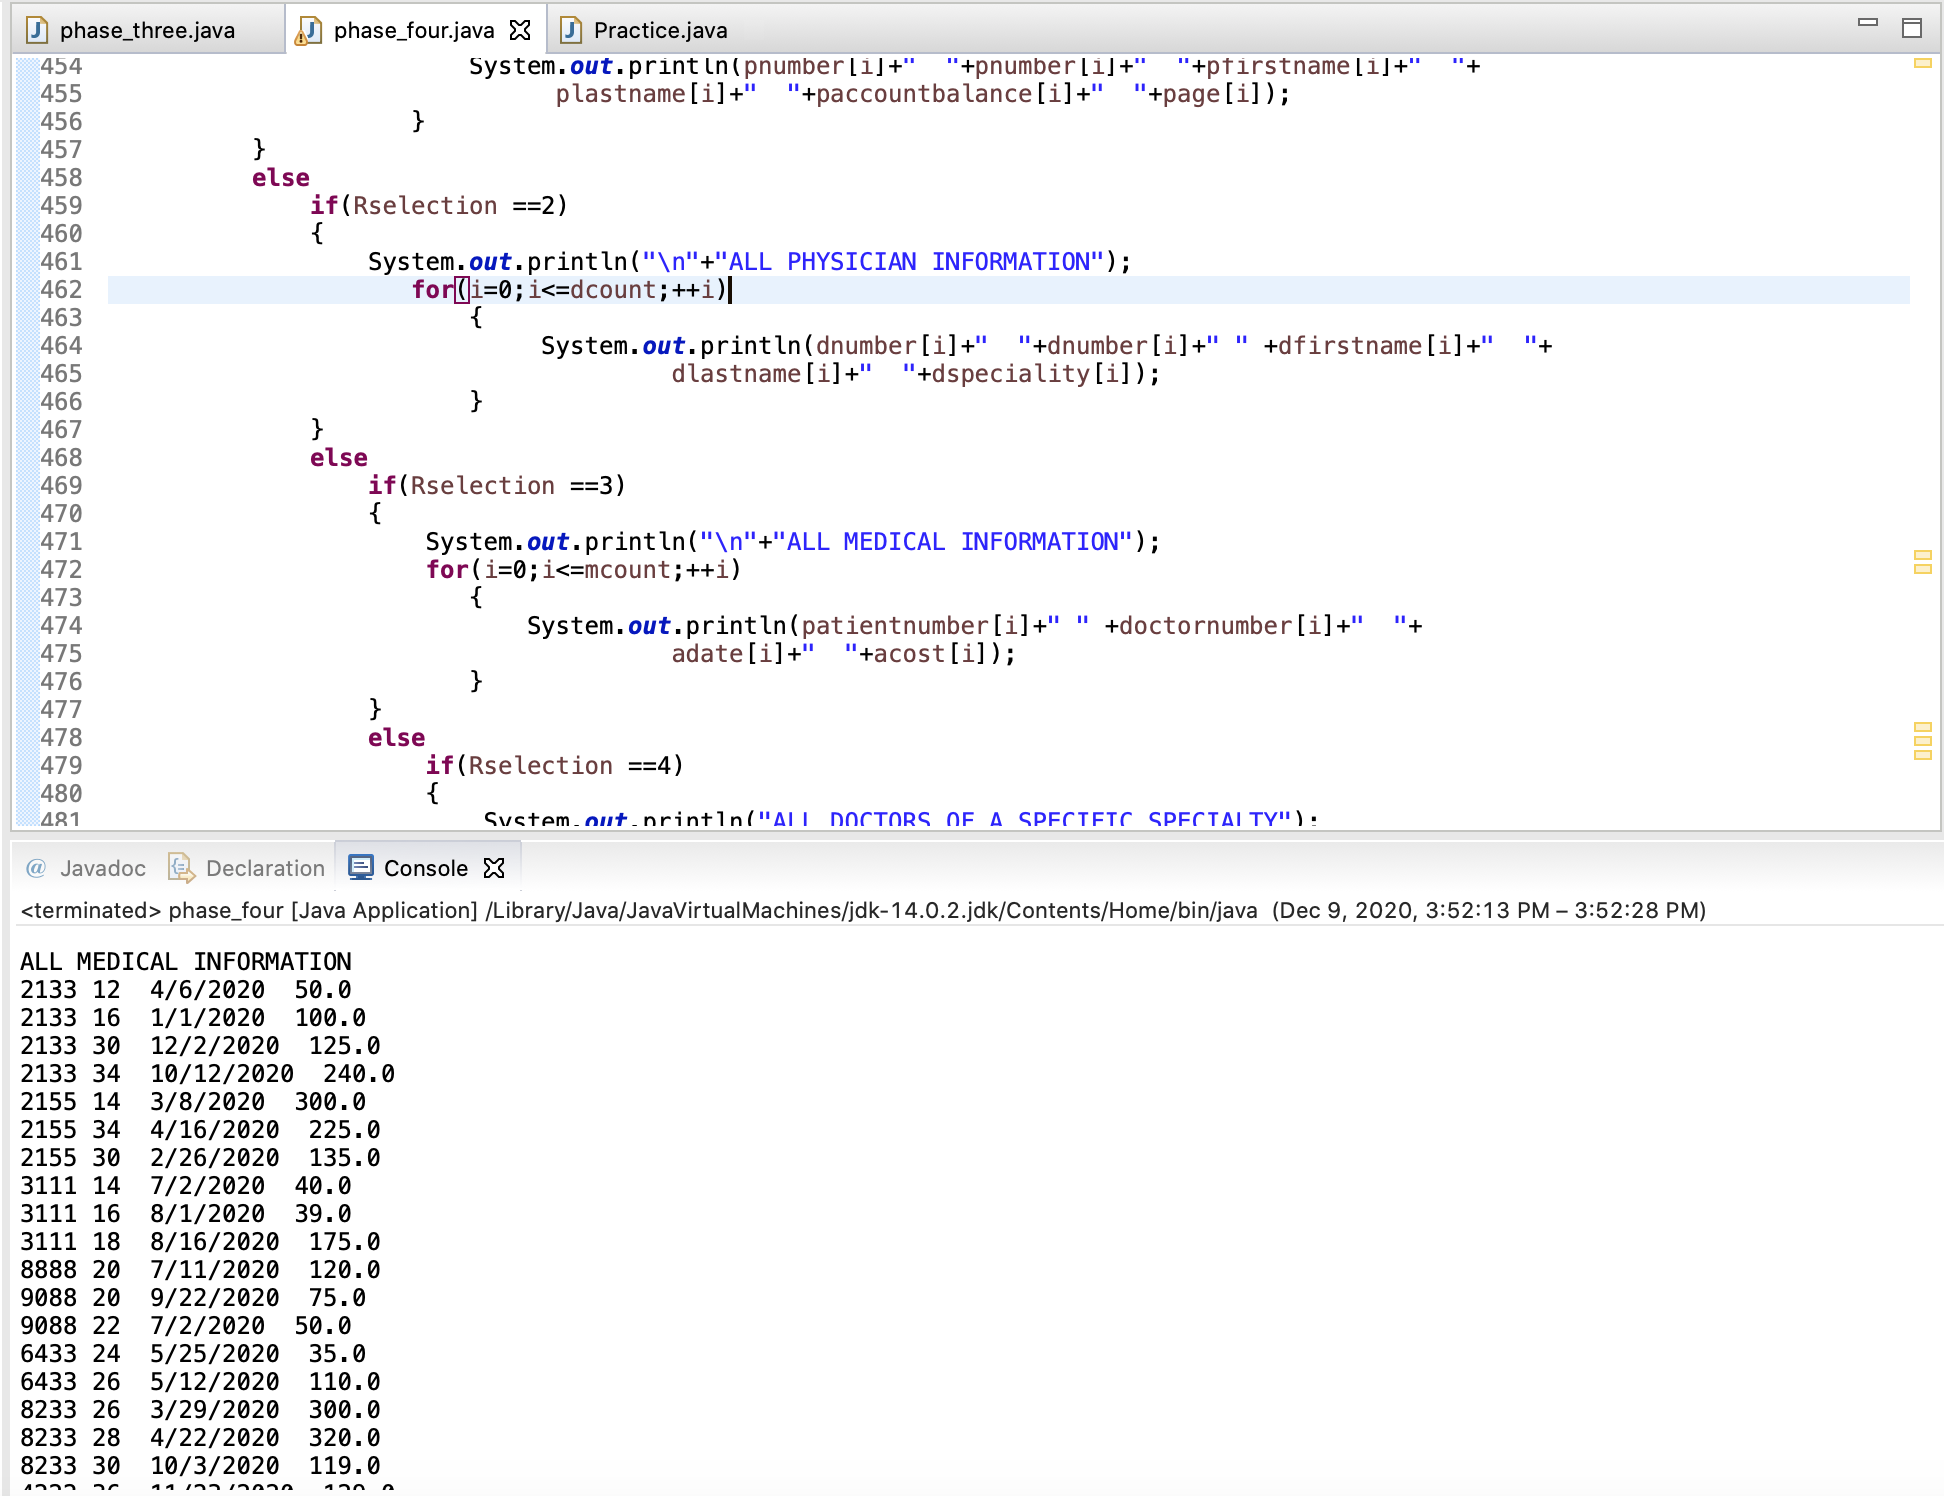 phase_three.java phase_four.java Practice.java
454 System.out.println(pnumber[i]+"  "+pnumber[i]+"  "+pfirstname[i]+"  "+
455 plastname[i]+"  "+paccountbalance[i]+"  "+page[i]);
456 }
457 }
458 else
459 if(Rselection ==2)
460 {
461 System.out.println("\n"+"ALL PHYSICIAN INFORMATION");
462 for(i=0;i<=dcount;++i)
463 {
464 System.out.println(dnumber[i]+"  "+dnumber[i]+" " +dfirstname[i]+"  "+
465 dlastname[i]+"  "+dspeciality[i]);
466 }
467 }
468 else
469 if(Rselection ==3)
470 {
471 System.out.println("\n"+"ALL MEDICAL INFORMATION");
472 for(i=0;i<=mcount;++i)
473 {
474 System.out.println(patientnumber[i]+" " +doctornumber[i]+"  "+
475 adate[i]+"  "+acost[i]);
476 }
477 }
478 else
479 if(Rselection ==4)
480 {
481 System.out.println("ALL DOCTORS OF A SPECIFIC SPECIALTY");
@ Javadoc Declaration Console
<terminated> phase_four [Java Application] /Library/Java/JavaVirtualMachines/jdk-14.0.2.jdk/Contents/Home/bin/java (Dec 9, 2020, 3:52:13 PM – 3:52:28 PM)
ALL MEDICAL INFORMATION
2133 12  4/6/2020  50.0
2133 16  1/1/2020  100.0
2133 30  12/2/2020  125.0
2133 34  10/12/2020  240.0
2155 14  3/8/2020  300.0
2155 34  4/16/2020  225.0
2155 30  2/26/2020  135.0
3111 14  7/2/2020  40.0
3111 16  8/1/2020  39.0
3111 18  8/16/2020  175.0
8888 20  7/11/2020  120.0
9088 20  9/22/2020  75.0
9088 22  7/2/2020  50.0
6433 24  5/25/2020  35.0
6433 26  5/12/2020  110.0
8233 26  3/29/2020  300.0
8233 28  4/22/2020  320.0
8233 30  10/3/2020  119.0